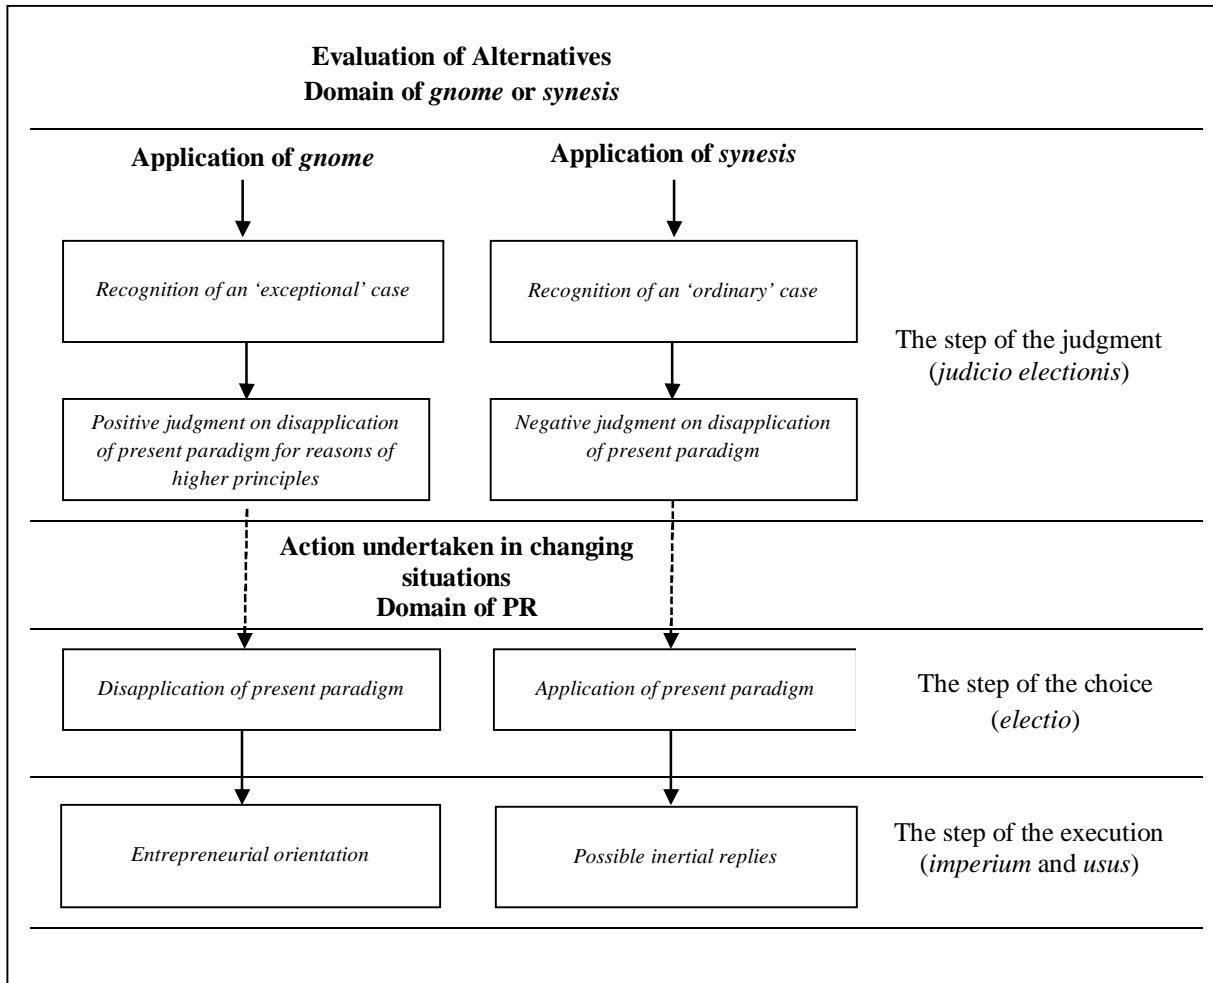 Evaluation of Alternatives
Domain of gnome or synesis
Application of gnome
Application of synesis
Recognition of an ‘exceptional’ case
Recognition of an ‘ordinary’ case
The step of the judgment
(judicio electionis)
Positive judgment on disapplication
of present paradigm for reasons of
higher principles
Negative judgment on disapplication
of present paradigm
Action undertaken in changing
situations
Domain of PR
Disapplication of present paradigm
Application of present paradigm
The step of the choice
(electio)
Entrepreneurial orientation
Possible inertial replies
The step of the execution
(imperium and usus)